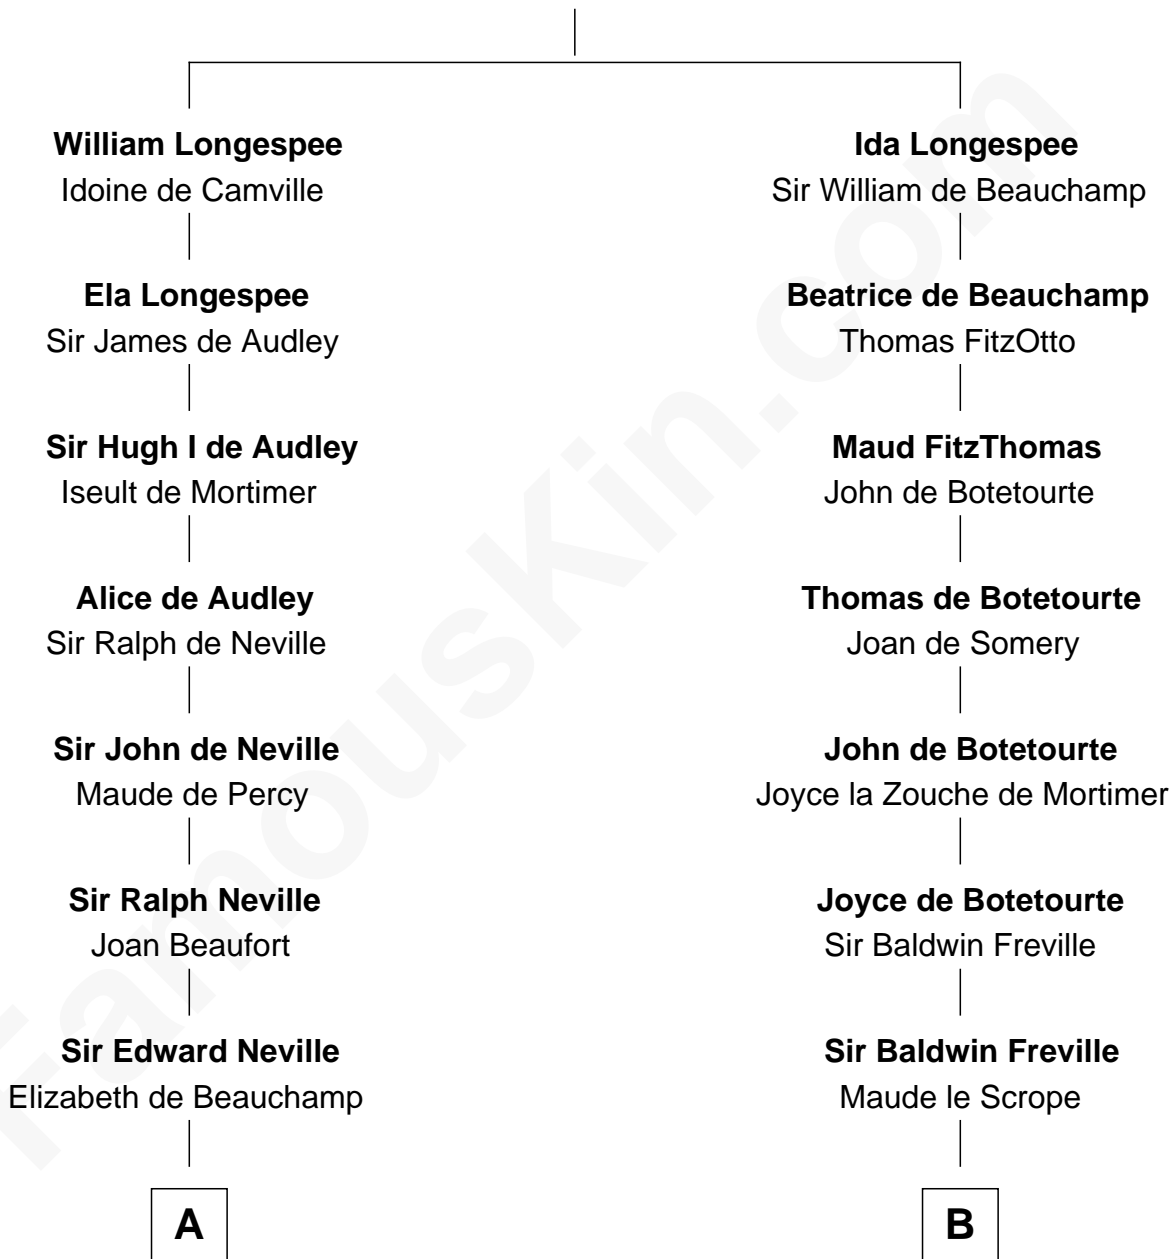 William Longespee
Idoine de Camville
Ela Longespee
Sir James de Audley
Sir Hugh I de Audley
Iseult de Mortimer
Alice de Audley
Sir Ralph de Neville
Sir John de Neville
Maude de Percy
Sir Ralph Neville
Joan Beaufort
Sir Edward Neville
Elizabeth de Beauchamp
A
Ida Longespee
Sir William de Beauchamp
Beatrice de Beauchamp
Thomas FitzOtto
Maud FitzThomas
John de Botetourte
Thomas de Botetourte
Joan de Somery
John de Botetourte
Joyce la Zouche de Mortimer
Joyce de Botetourte
Sir Baldwin Freville
Sir Baldwin Freville
Maude le Scrope
B
FamousKin.com